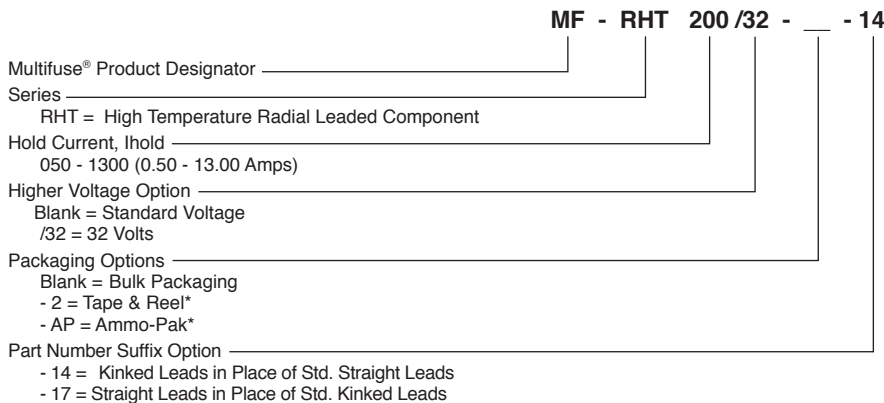 MF - RHT 200 /32 - __ - 14
Multifuse® Product Designator
Series
RHT = High Temperature Radial Leaded Component
Hold Current, Ihold
050 - 1300 (0.50 - 13.00 Amps)
Higher Voltage Option
Blank = Standard Voltage
/32 = 32 Volts
Packaging Options
Blank = Bulk Packaging
- 2 = Tape & Reel*
- AP = Ammo-Pak*
Part Number Suffix Option
- 14 = Kinked Leads in Place of Std. Straight Leads
- 17 = Straight Leads in Place of Std. Kinked Leads